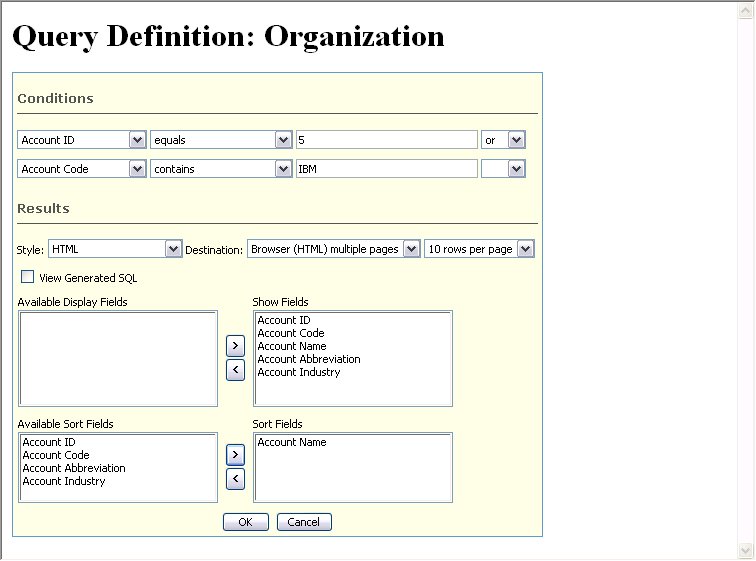 Query Definition: Organization
Conditions
Account ID equals 5 or
Account Code contains IBM
Results
Style: HTML Destination: Browser (HTML) multiple pages 10 rows per page
View Generated SQL
Available Display Fields Show Fields
Account ID
Account Code
Account Name
> Account Abbreviation
< Account Industry
Available Sort Fields Sort Fields
Account ID Account Name
Account Code >
Account Abbreviation
Account Industry <
OK Cancel